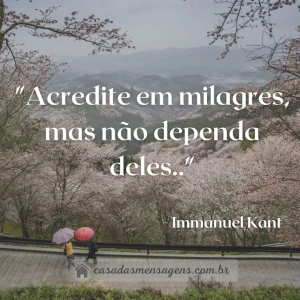 "Acredite em milagres,
mas não dependa
deles.."
Immanuel Kant
casadasmensagens.com.br